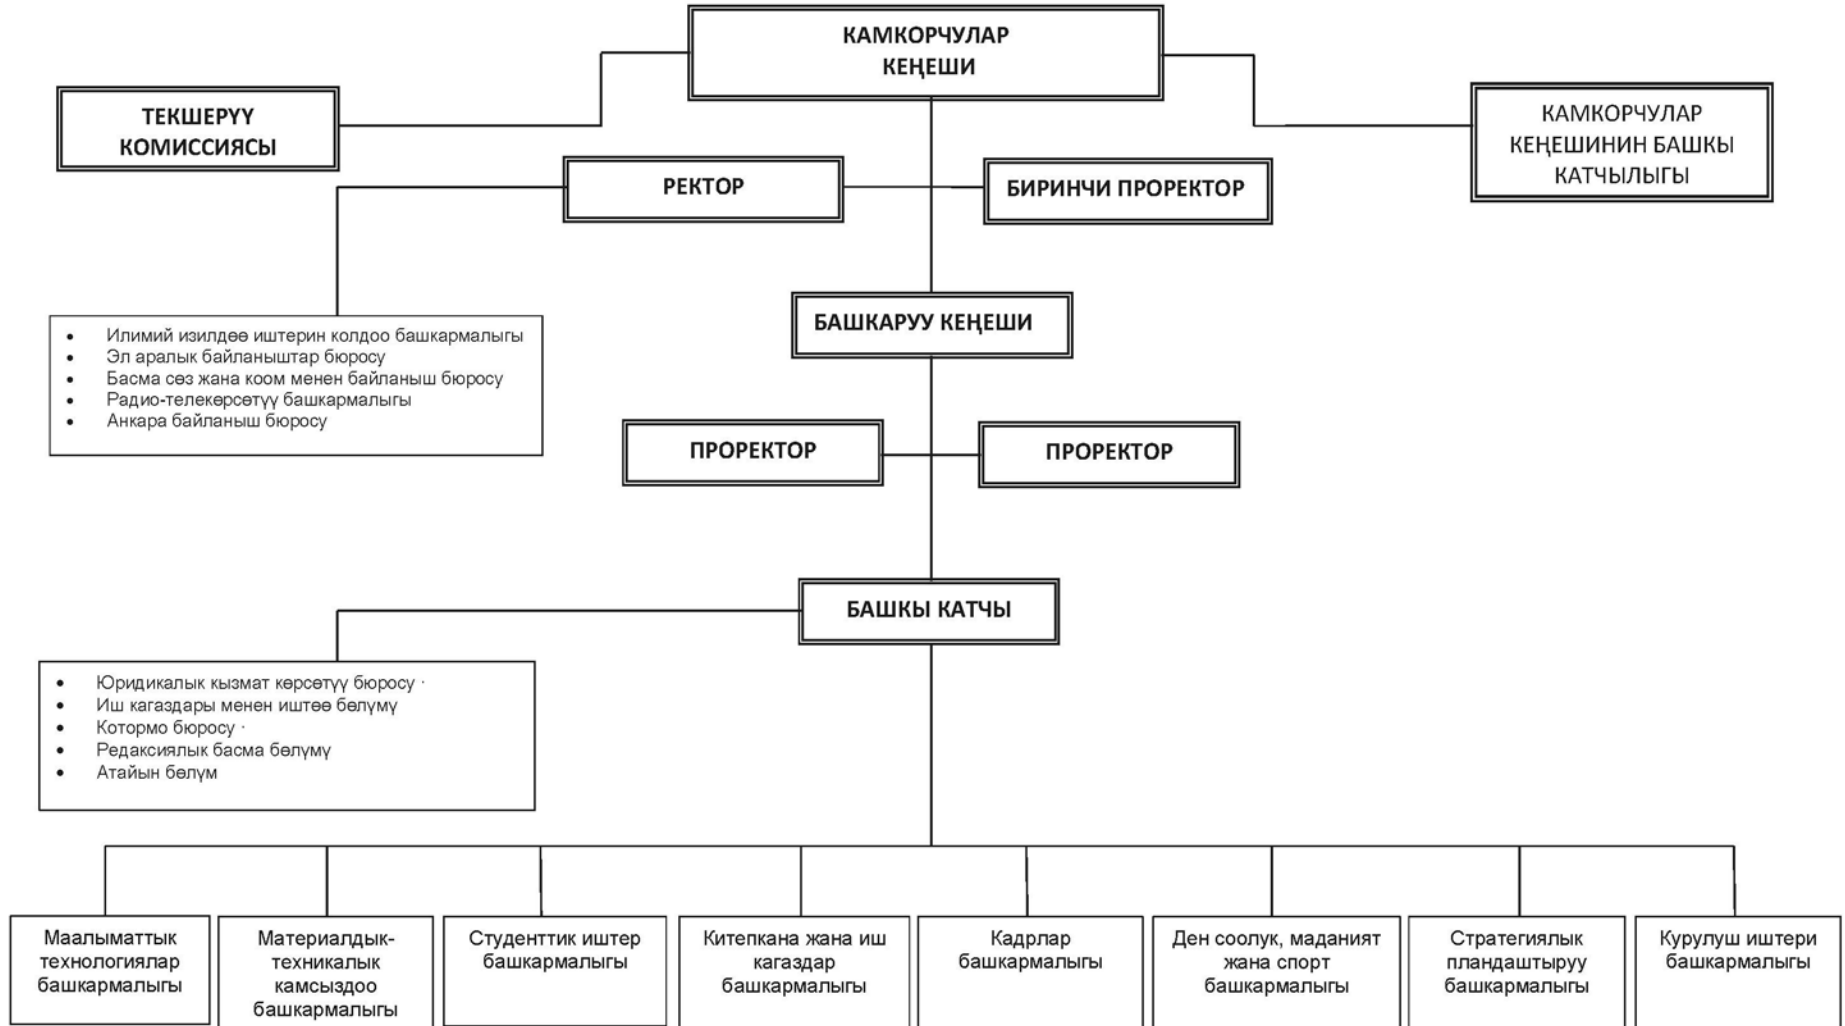 КАМКОРЧУЛАР
КЕҢЕШИ
ТЕКШЕРҮҮ
КОМИССИЯСЫ
КАМКОРЧУЛАР
КЕҢЕШИНИН БАШКЫ
КАТЧЫЛЫГЫ
РЕКТОР
БИРИНЧИ ПРОРЕКТОР
БАШКАРУУ КЕҢЕШИ
• Илимий изилдөө иштерин колдоо башкармалыгы
• Эл аралык байланыштар бюросу
• Басма сөз жана коом менен байланыш бюросу
• Радио-телекөрсөтүү башкармалыгы
• Анкара байланыш бюросу
ПРОРЕКТОР
ПРОРЕКТОР
БАШКЫ КАТЧЫ
• Юридикалык кызмат көрсөтүү бюросу ·
• Иш кагаздары менен иштөө бөлүмү
• Котормо бюросу ·
• Редаксиялык басма бөлүмү
• Атайын бөлүм
Маалыматтык
технологиялар
башкармалыгы
Материалдык-
техникалык
камсыздоо
башкармалыгы
Студенттик иштер
башкармалыгы
Китепкана жана иш
кагаздар
башкармалыгы
Кадрлар
башкармалыгы
Ден соолук, маданият
жана спорт
башкармалыгы
Стратегиялык
пландаштыруу
башкармалыгы
Курулуш иштери
башкармалыгы